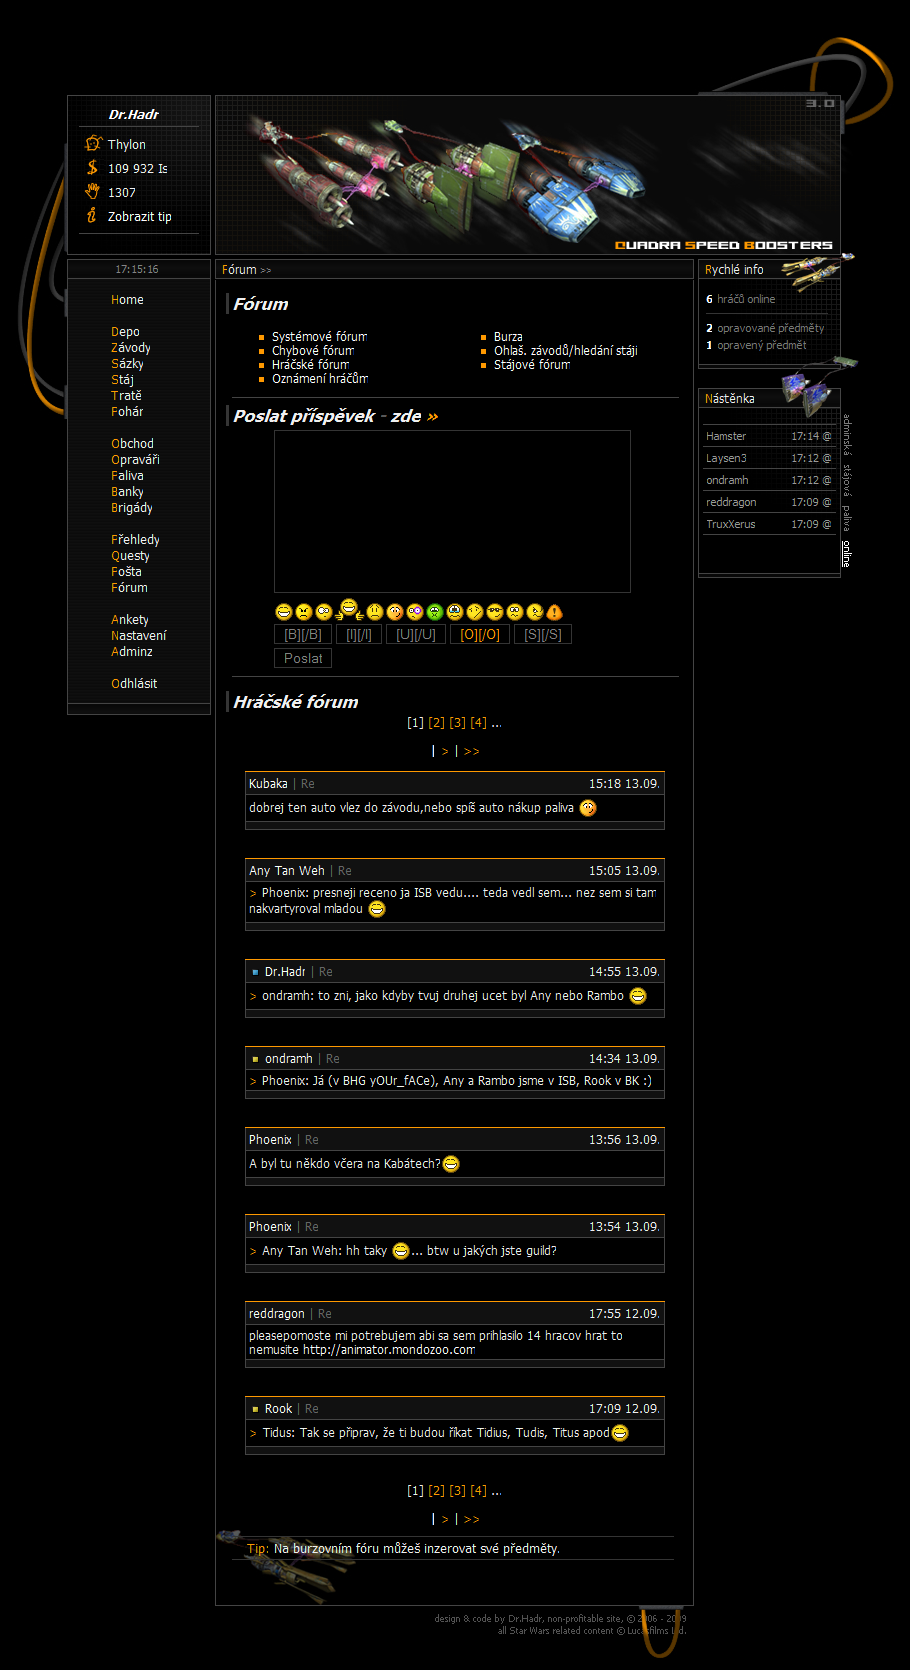 3.0
Dr.Hadr
Thylon
109 932 Is
1307
Zobrazit tip
QUADRA SPEED BOOSTERS
17:15:16
Home
Depo
Závody
Sázky
Stáj
Tratě
Pohár
Obchod
Opraváři
Paliva
Banky
Brigády
Přehledy
Questy
Pošta
Fórum
Ankety
Nastavení
Adminz
Odhlásit
Fórum >>
Fórum
Systémové fórum
Chybové fórum
Hráčské fórum
Oznámení hráčům
Burza
Ohlaš. závodů/hledání stáji
Stájové fórum
Poslat příspěvek - zde »
[B][/B] [I][/I] [U][/U] [O][/O] [S][/S]
Poslat
Hráčské fórum
[1] [2] [3] [4] ...
| > | >>
Kubaka | Re 15:18 13.09.
dobrej ten auto vlez do závodu,nebo spíš auto nákup paliva
Any Tan Weh | Re 15:05 13.09.
> Phoenix: presneji receno ja ISB vedu.... teda vedl sem... nez sem si tam
nakvartyroval mladou
Dr.Hadr | Re 14:55 13.09.
> ondramh: to zni, jako kdyby tvuj druhej ucet byl Any nebo Rambo
ondramh | Re 14:34 13.09.
> Phoenix: Já (v BHG yOUr_fACe), Any a Rambo jsme v ISB, Rook v BK :)
Phoenix | Re 13:56 13.09.
A byl tu někdo včera na Kabátech?
Phoenix | Re 13:54 13.09.
> Any Tan Weh: hh taky ... btw u jakých jste guild?
reddragon | Re 17:55 12.09.
pleasepomoste mi potrebujem abi sa sem prihlasilo 14 hracov hrat to
nemusite http://animator.mondozoo.com
Rook | Re 17:09 12.09.
> Tidus: Tak se připrav, že ti budou říkat Tidius, Tudis, Titus apod
[1] [2] [3] [4] ...
| > | >>
Tip: Na burzovním fóru můžeš inzerovat své předměty.
Rychlé info
6 hráčů online
2 opravované předměty
1 opravený předmět
Nástěnka
Hamster 17:14 @
Laysen3 17:12 @
ondramh 17:12 @
reddragon 17:09 @
TruxXerus 17:09 @
adminská stájová paliva online
design & code by Dr.Hadr, non-profitable site, © 2006 - 2009
all Star Wars related content © Lucasfilms Ltd.